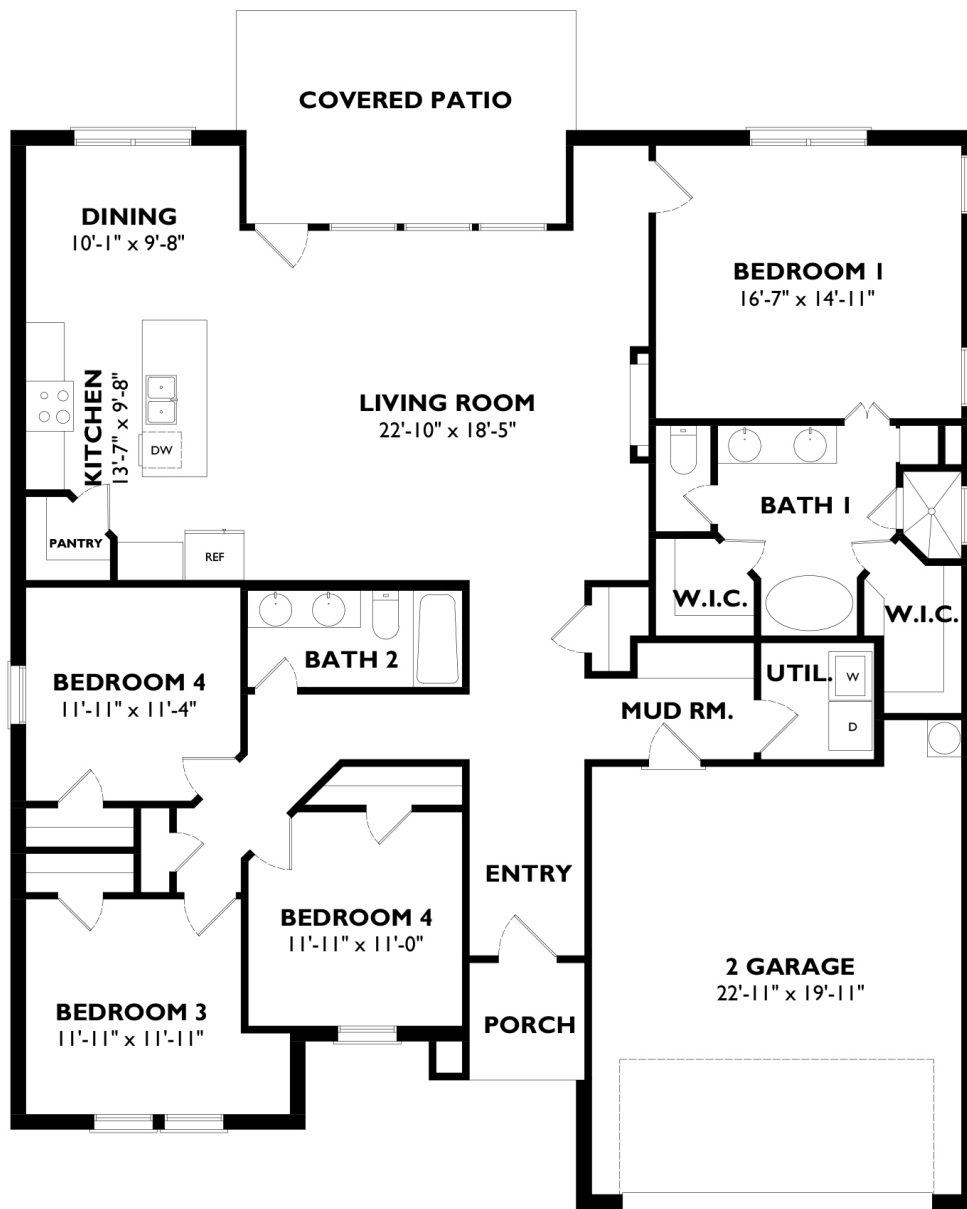 COVERED PATIO
DINING
10'-1" x 9'-8"
BEDROOM 1
16'-7" x 14'-11"
KITCHEN
13'-7" x 9'-8"
LIVING ROOM
22'-10" x 18'-5"
DW
BATH 1
PANTRY
REF
W.I.C.
W.I.C.
BATH 2
BEDROOM 4
11'-11" x 11'-4"
UTIL.
W
MUD RM.
D
ENTRY
BEDROOM 4
11'-11" x 11'-0"
2 GARAGE
22'-11" x 19'-11"
BEDROOM 3
11'-11" x 11'-11"
PORCH